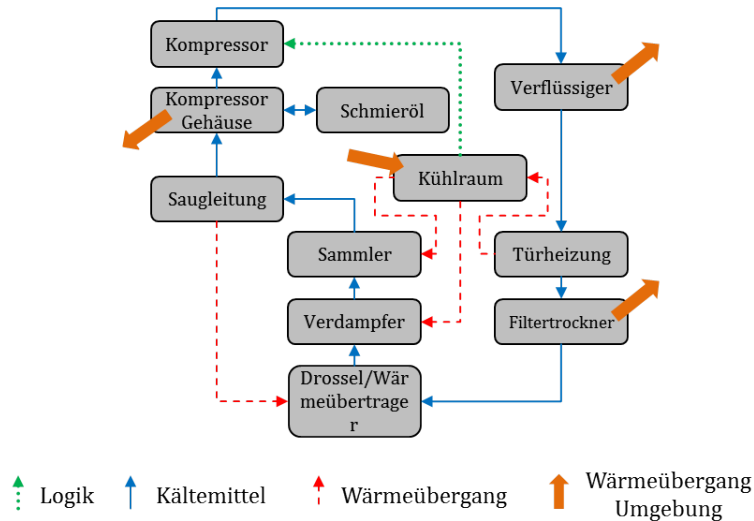 Kompressor
Verflüssiger
Kompressor
Gehäuse
Schmieröl
Kühlraum
Saugleitung
Sammler
Türheizung
Verdampfer
Filtertrockner
Drossel/Wär
meübertrage
r
Logik
Kältemittel
Wärmeübergang
Wärmeübergang
Umgebung